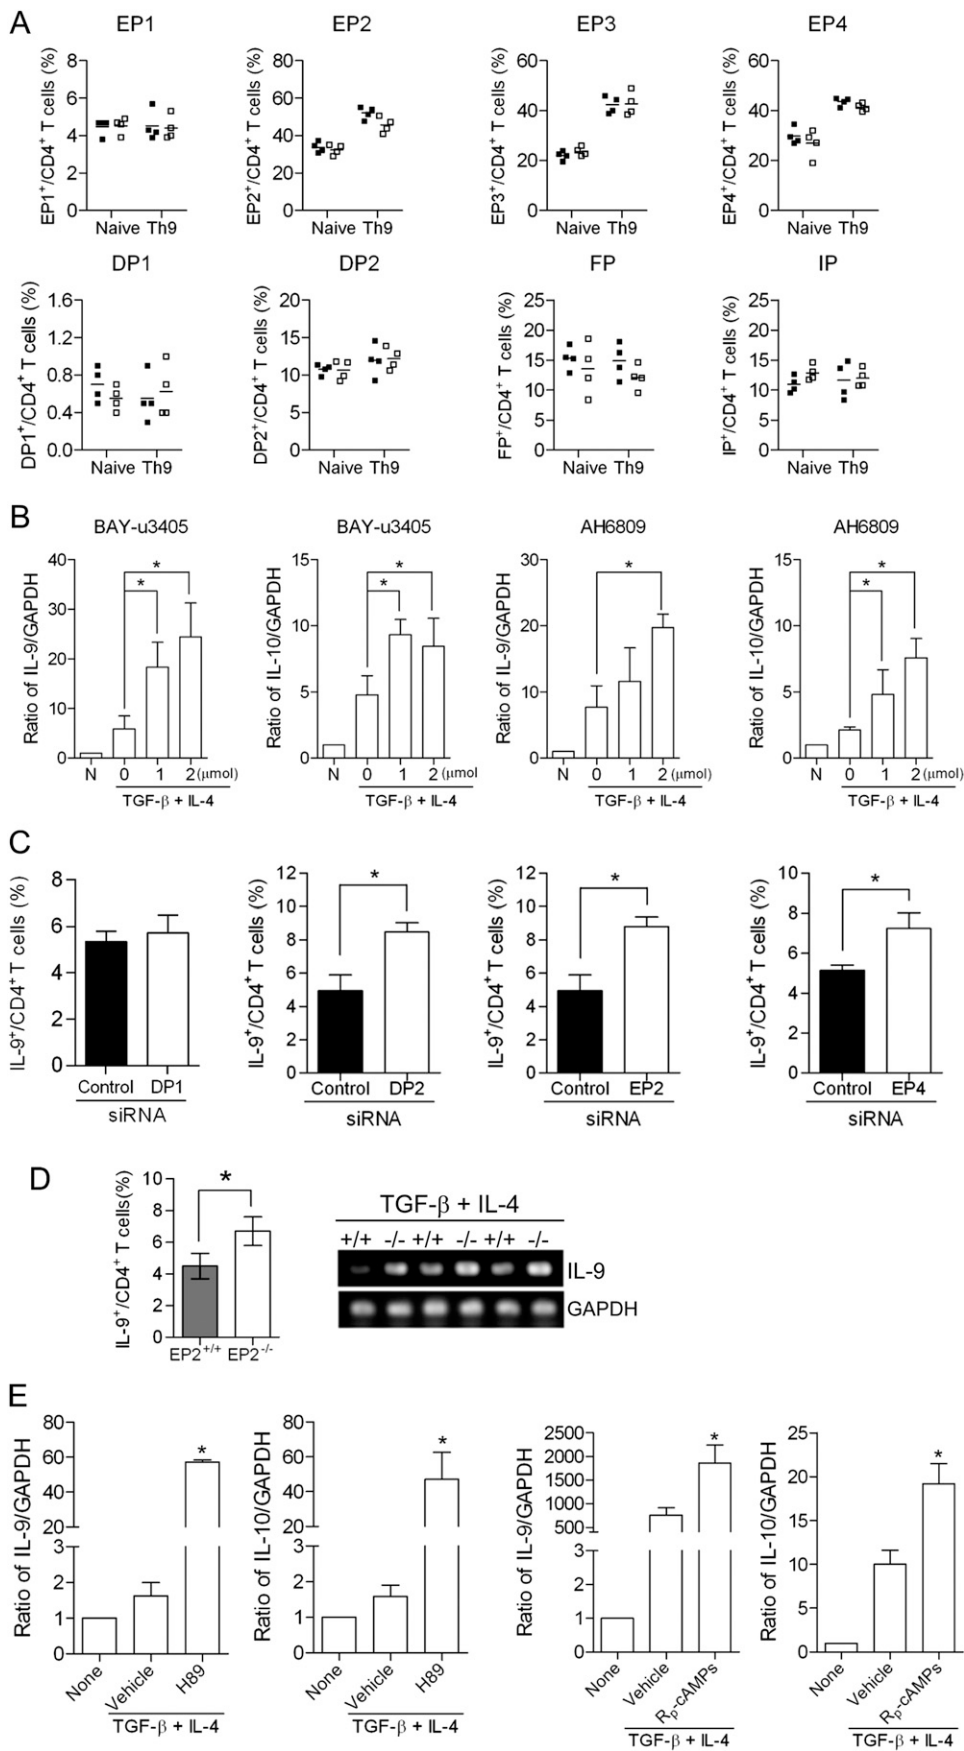 A
EP1
EP2
EP3
EP4
EP1+/CD4+ T cells (%)
8
6
4
2
0
Naive Th9
EP2+/CD4+ T cells (%)
80
60
40
20
0
Naive Th9
EP3+/CD4+ T cells (%)
60
40
20
0
Naive Th9
EP4+/CD4+ T cells (%)
60
40
20
0
Naive Th9
DP1
DP2
FP
IP
DP1+/CD4+ T cells (%)
1.6
1.2
0.8
0.4
0.0
Naive Th9
DP2+/CD4+ T cells (%)
20
15
10
5
0
Naive Th9
FP+/CD4+ T cells (%)
25
20
15
10
5
0
Naive Th9
IP+/CD4+ T cells (%)
25
20
15
10
5
0
Naive Th9
B
BAY-u3405
BAY-u3405
AH6809
AH6809
Ratio of IL-9/GAPDH
40
30
20
10
0
* *
N 0 1 2 (μmol)
TGF-β + IL-4
Ratio of IL-10/GAPDH
15
10
5
0
* *
N 0 1 2 (μmol
TGF-β + IL-4
Ratio of IL-9/GAPDH
30
20
10
0
*
N 0 1 2 (μmol)
TGF-β + IL-4
Ratio of IL-10/GAPDH
15
10
5
0
* *
N 0 1 2 (μmol)
TGF-β + IL-4
C
IL-9+/CD4+ T cells (%)
8
6
4
2
0
Control DP1
siRNA
IL-9+/CD4+ T cells (%)
12
10
8
6
4
2
0
*
Control DP2
siRNA
IL-9+/CD4+ T cells (%)
12
10
8
6
4
2
0
*
Control EP2
siRNA
IL-9+/CD4+ T cells (%)
10
8
6
4
2
0
*
Control EP4
siRNA
D
IL-9+/CD4+ T cells(%)
10
8
6
4
2
0
*
EP2+/+ EP2-/-
TGF-β + IL-4
+/+ -/- +/+ -/- +/+ -/-
IL-9
GAPDH
E
Ratio of IL-9/GAPDH
80
60
40
20
3
2
1
0
*
None Vehicle H89
TGF-β + IL-4
Ratio of IL-10/GAPDH
80
60
40
20
3
2
1
0
*
None Vehicle H89
TGF-β + IL-4
Ratio of IL-9/GAPDH
2500
2000
1500
1000
500
3
2
1
0
*
None Vehicle Rp-cAMPs
TGF-β + IL-4
Ratio of IL-10/GAPDH
25
20
15
10
5
0
*
None Vehicle Rp-cAMPs
TGF-β + IL-4